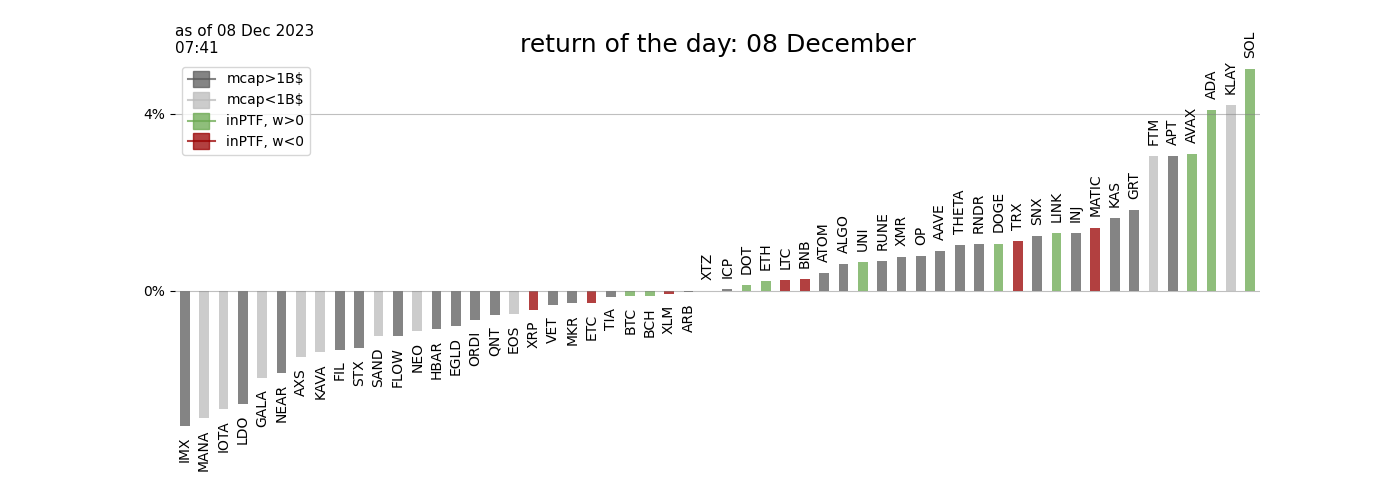 as of 08 Dec 2023
07:41
return of the day: 08 December
mcap>1B$
mcap<1B$
inPTF, w>0
inPTF, w<0
4%
0%
IMX
MANA
IOTA
LDO
GALA
NEAR
AXS
KAVA
FIL
STX
SAND
FLOW
NEO
HBAR
EGLD
ORDI
QNT
EOS
XRP
VET
MKR
ETC
TIA
BTC
BCH
XLM
ARB
XTZ
ICP
DOT
ETH
LTC
BNB
ATOM
ALGO
UNI
RUNE
XMR
OP
AAVE
THETA
RNDR
DOGE
TRX
SNX
LINK
INJ
MATIC
KAS
GRT
FTM
APT
AVAX
ADA
KLAY
SOL